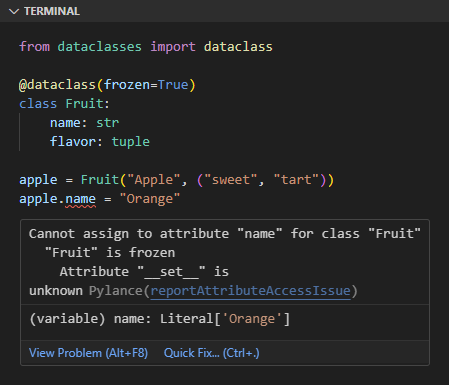 TERMINAL
from dataclasses import dataclass
@dataclass(frozen=True)
class Fruit:
    name: str
    flavor: tuple
apple = Fruit("Apple", ("sweet", "tart"))
apple.name = "Orange"
Cannot assign to attribute "name" for class "Fruit"
  "Fruit" is frozen
    Attribute "__set__" is
unknown Pylance(reportAttributeAccessIssue)
(variable) name: Literal['Orange']
View Problem (Alt+F8) Quick Fix... (Ctrl+.)